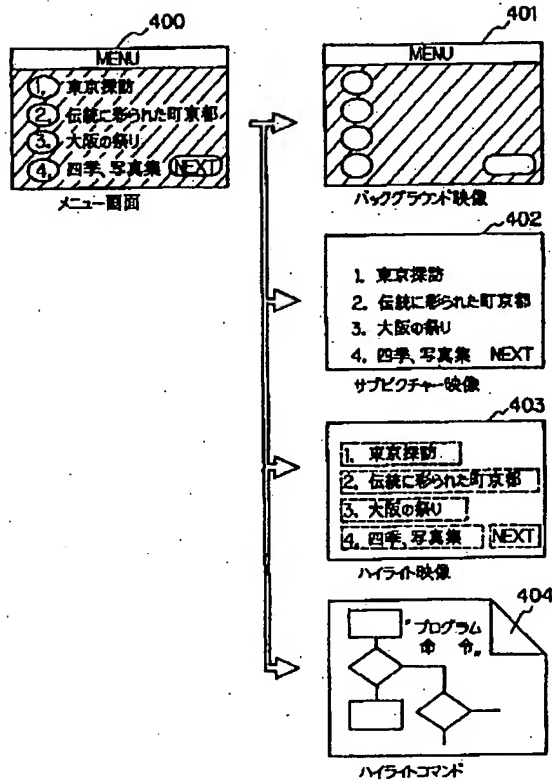 400
MENU
1. 東京探訪
2. 伝統に彩られた町京都
3. 大阪の祭り
4. 四季、写真集 NEXT
メニュー画面
401
MENU
バックグラウンド映像
402
1. 東京探訪
2. 伝統に彩られた町京都
3. 大阪の祭り
4. 四季、写真集 NEXT
サブピクチャー映像
403
1. 東京探訪
2. 伝統に彩られた町京都
3. 大阪の祭り
4. 四季、写真集 NEXT
ハイライト映像
404
"プログラム
命 令"
ハイライトコマンド